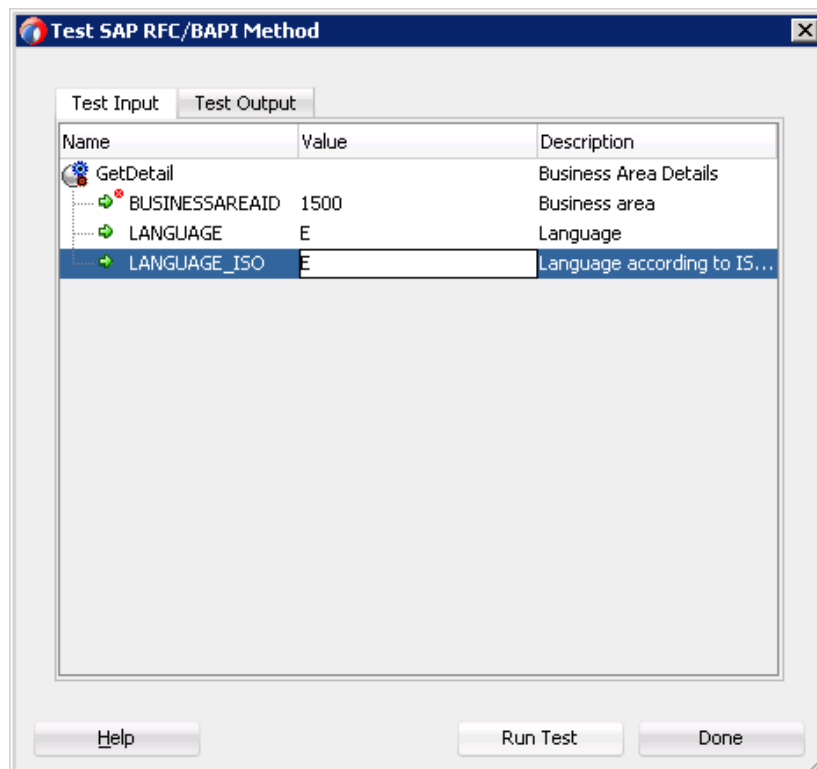 Test SAP RFC/BAPI Method
Test Input Test Output
Name Value Description
GetDetail Business Area Details
BUSINESSAREAID 1500 Business area
LANGUAGE E Language
LANGUAGE_ISO E Language according to IS...
Help Run Test Done